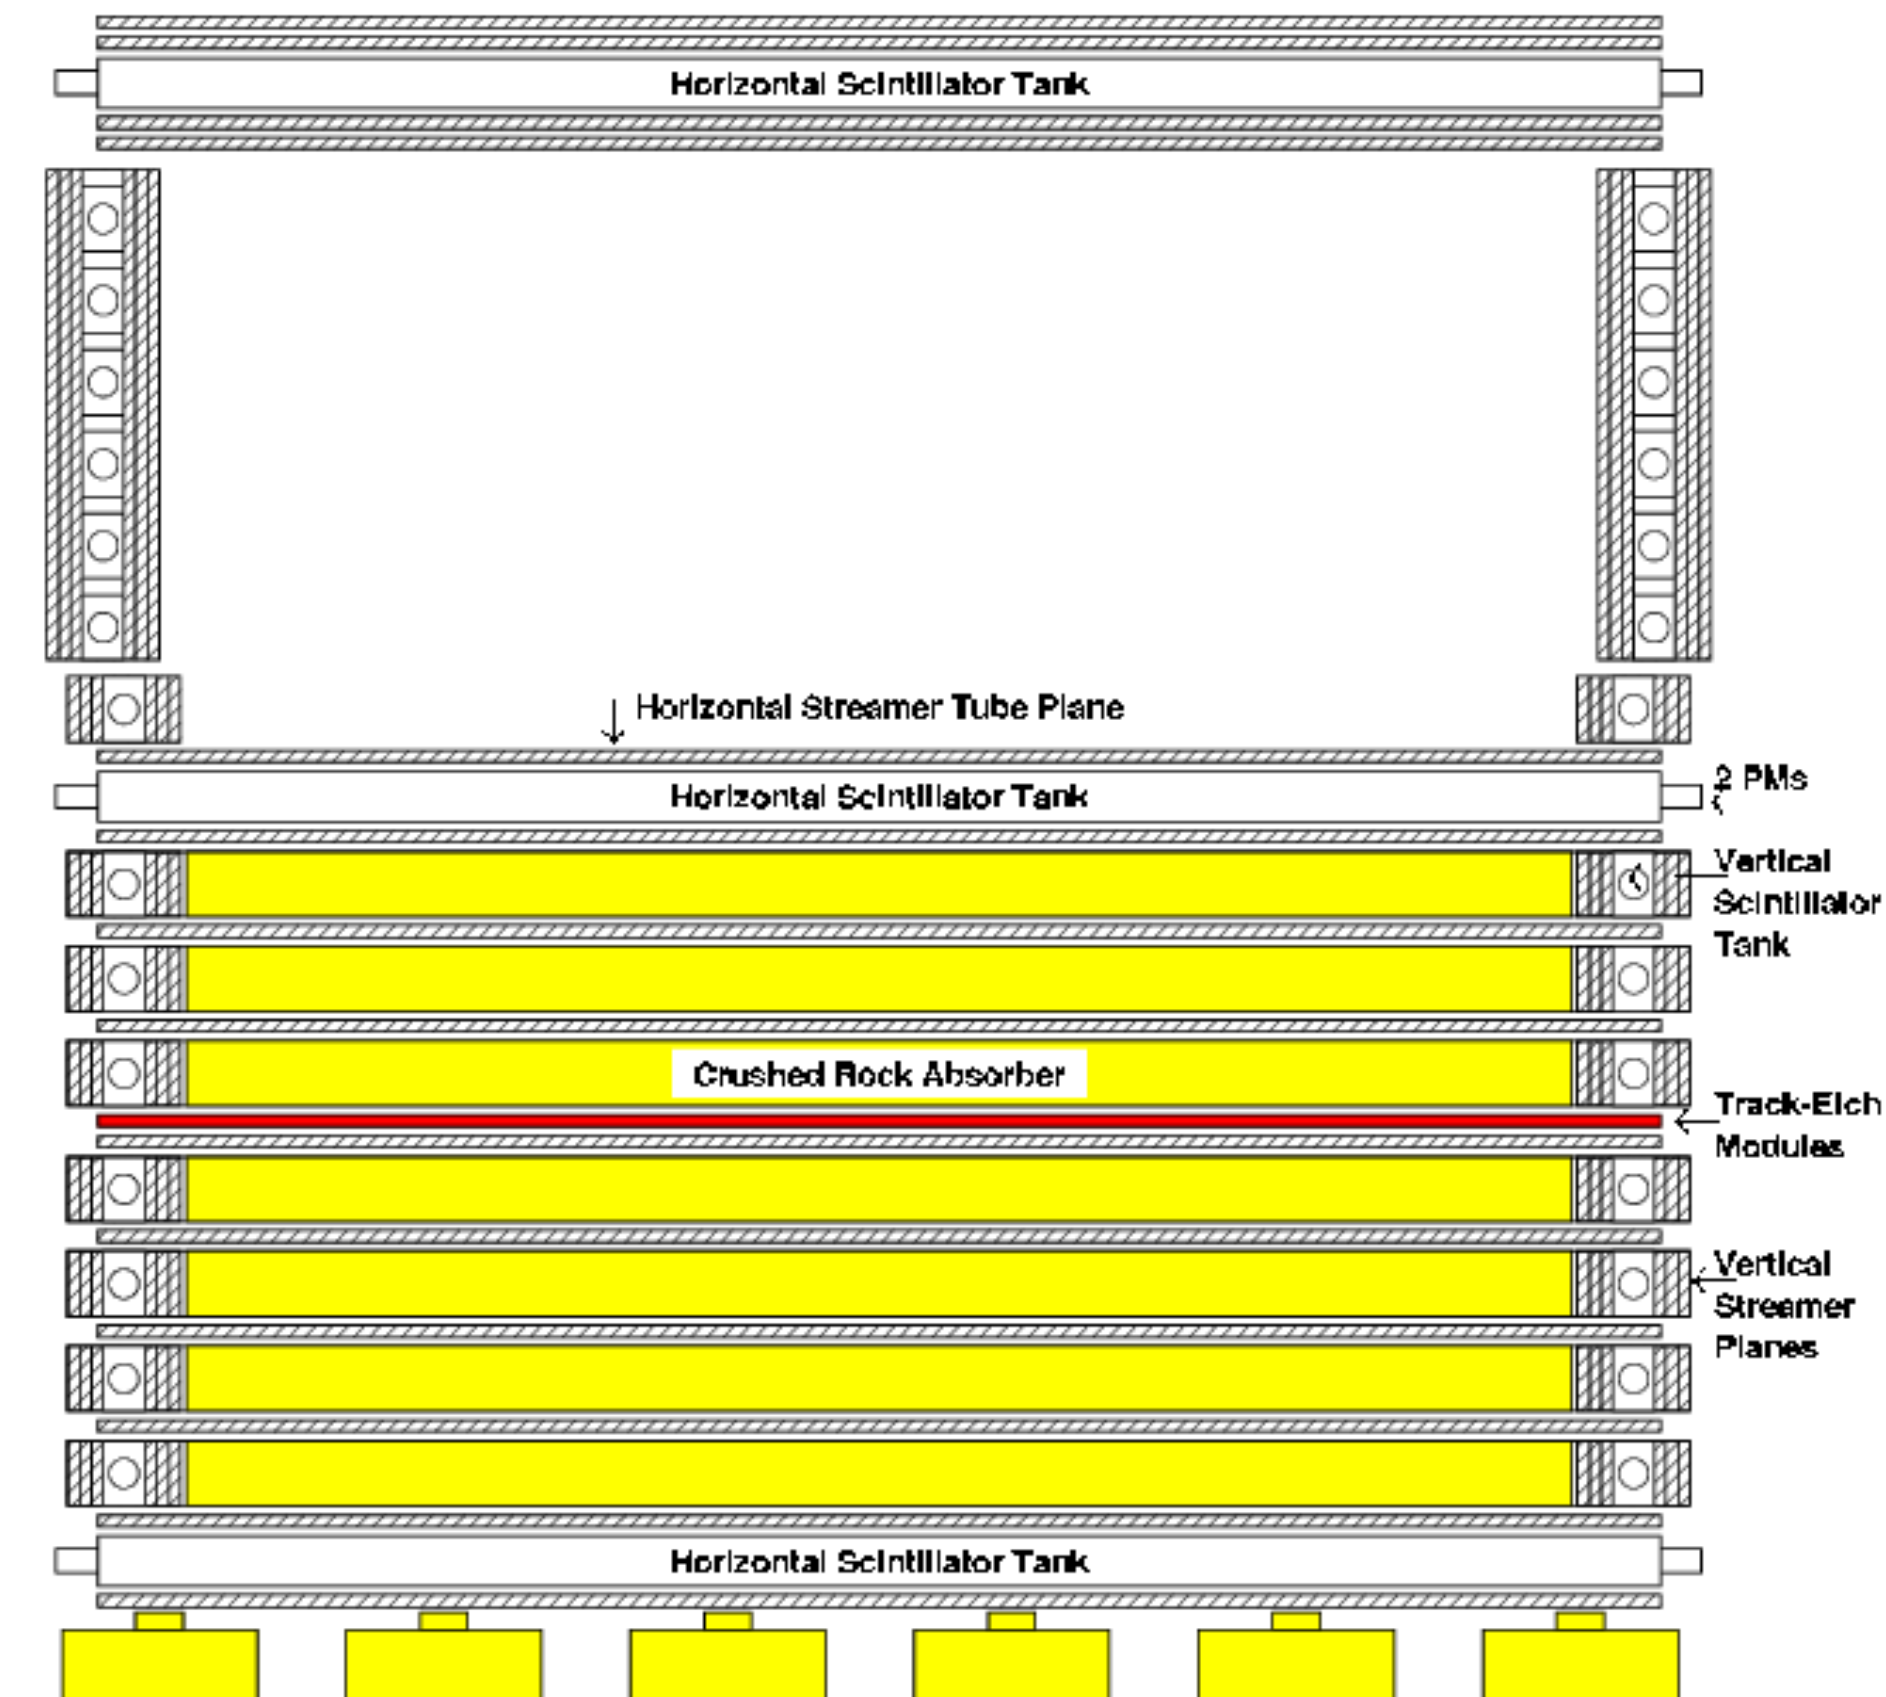 Horizontal Scintillator Tank
Horizontal Streamer Tube Plane
Horizontal Scintillator Tank
2 PMs
Vertical
Scintillator
Tank
Crushed Rock Absorber
Track-Etch
Modules
Vertical
Streamer
Planes
Horizontal Scintillator Tank